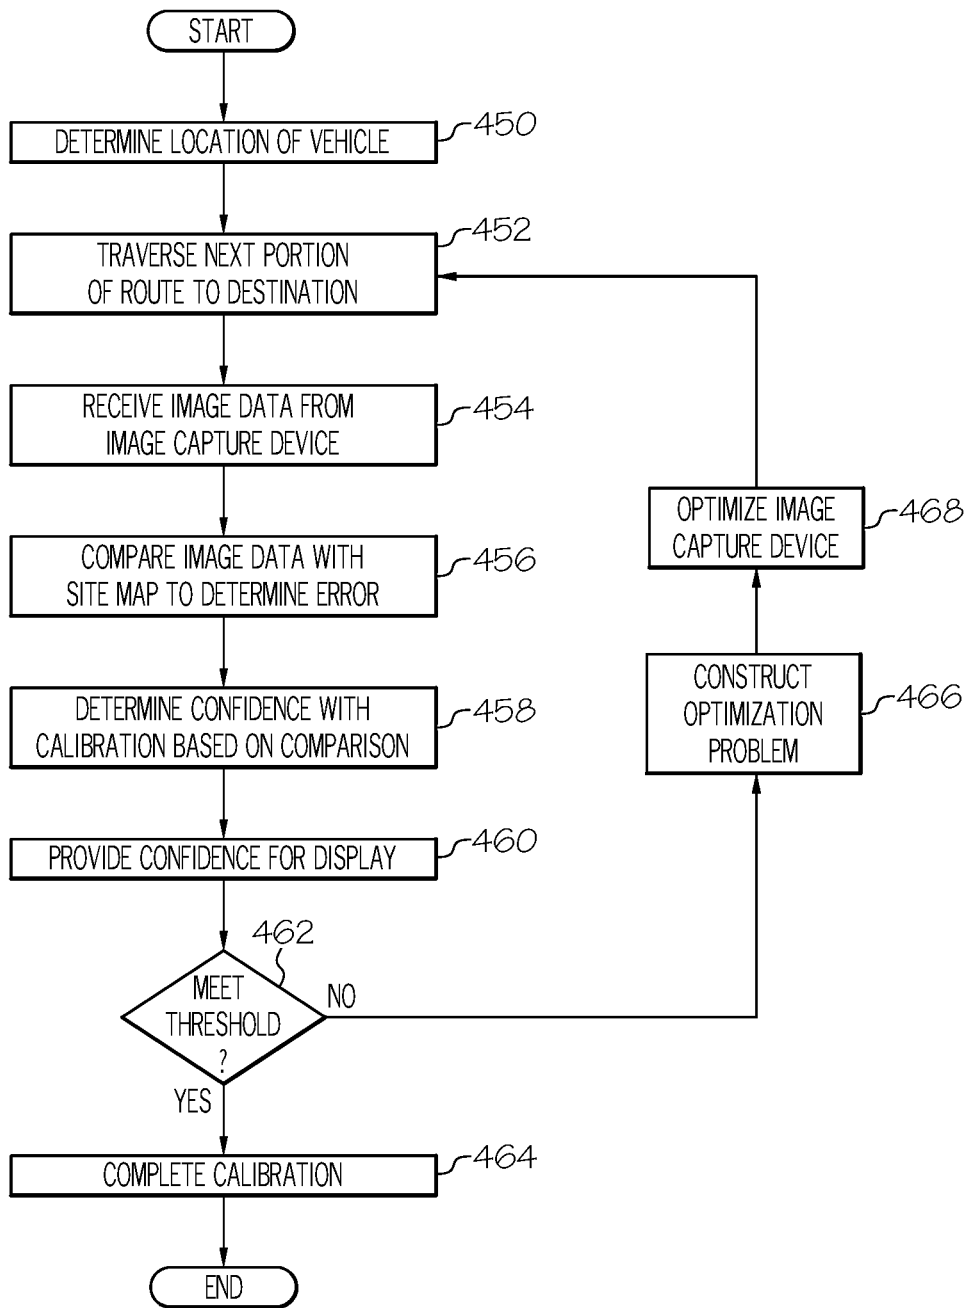 START
DETERMINE LOCATION OF VEHICLE
450
TRAVERSE NEXT PORTION
OF ROUTE TO DESTINATION
452
RECEIVE IMAGE DATA FROM
IMAGE CAPTURE DEVICE
454
COMPARE IMAGE DATA WITH
SITE MAP TO DETERMINE ERROR
456
DETERMINE CONFIDENCE WITH
CALIBRATION BASED ON COMPARISON
458
PROVIDE CONFIDENCE FOR DISPLAY
460
462
MEET
THRESHOLD
?
NO
YES
COMPLETE CALIBRATION
464
END
CONSTRUCT
OPTIMIZATION
PROBLEM
466
OPTIMIZE IMAGE
CAPTURE DEVICE
468